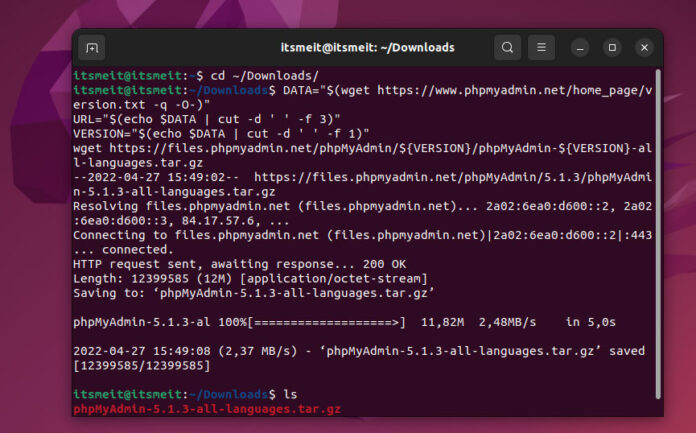 itsmeit@itsmeit: ~/Downloads
itsmeit@itsmeit:~$ cd ~/Downloads/
itsmeit@itsmeit:~/Downloads$ DATA="$(wget https://www.phpmyadmin.net/home_page/v
ersion.txt -q -O-)"
URL="$(echo $DATA | cut -d ' ' -f 3)"
VERSION="$(echo $DATA | cut -d ' ' -f 1)"
wget https://files.phpmyadmin.net/phpMyAdmin/${VERSION}/phpMyAdmin-${VERSION}-al
l-languages.tar.gz
--2022-04-27 15:49:02--  https://files.phpmyadmin.net/phpMyAdmin/5.1.3/phpMyAdmi
n-5.1.3-all-languages.tar.gz
Resolving files.phpmyadmin.net (files.phpmyadmin.net)... 2a02:6ea0:d600::2, 2a02
:6ea0:d600::3, 84.17.57.6, ...
Connecting to files.phpmyadmin.net (files.phpmyadmin.net)|2a02:6ea0:d600::2|:443
... connected.
HTTP request sent, awaiting response... 200 OK
Length: 12399585 (12M) [application/octet-stream]
Saving to: ‘phpMyAdmin-5.1.3-all-languages.tar.gz’
phpMyAdmin-5.1.3-al 100%[===================>]  11,82M  2,48MB/s    in 5,0s
2022-04-27 15:49:08 (2,37 MB/s) - ‘phpMyAdmin-5.1.3-all-languages.tar.gz’ saved
[12399585/12399585]
itsmeit@itsmeit:~/Downloads$ ls
phpMyAdmin-5.1.3-all-languages.tar.gz